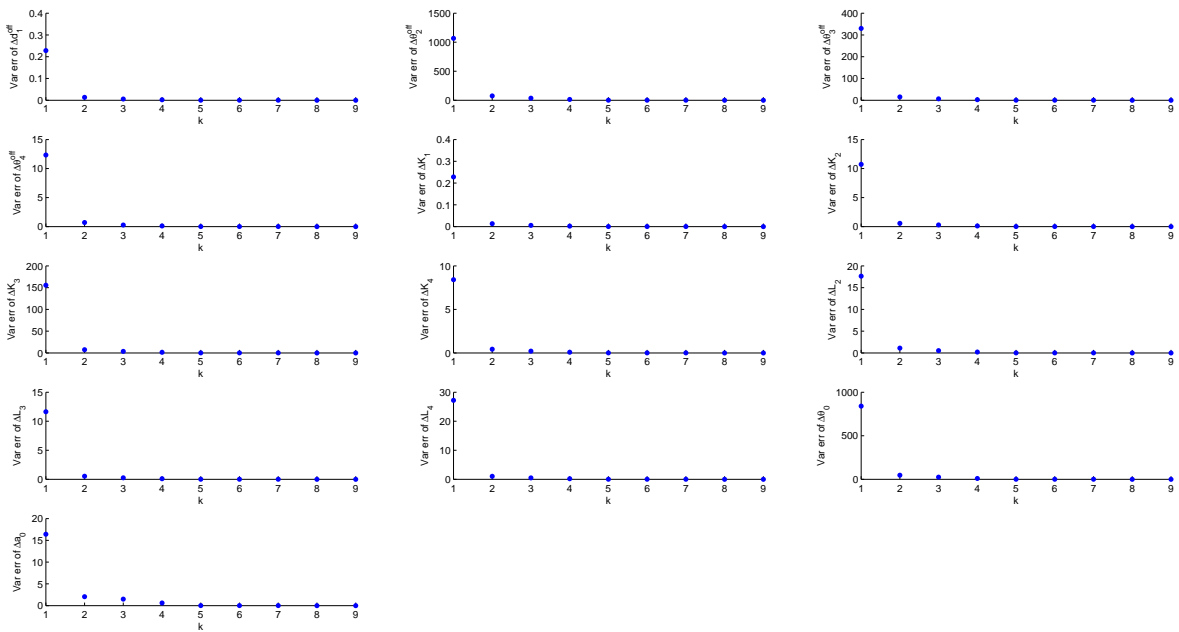 0.4
0.3
0.2
0.1
0
Var err of Δd₁ᵒᶠᶠ
1 2 3 4 5 6 7 8 9
k
1500
1000
500
0
Var err of Δθ₂ᵒᶠᶠ
1 2 3 4 5 6 7 8 9
k
400
300
200
100
0
Var err of Δθ₃ᵒᶠᶠ
1 2 3 4 5 6 7 8 9
k
15
10
5
0
Var err of Δθ₄ᵒᶠᶠ
1 2 3 4 5 6 7 8 9
k
0.4
0.3
0.2
0.1
0
Var err of ΔK₁
1 2 3 4 5 6 7 8 9
k
15
10
5
0
Var err of ΔK₂
1 2 3 4 5 6 7 8 9
k
200
150
100
50
0
Var err of ΔK₃
1 2 3 4 5 6 7 8 9
k
10
5
0
Var err of ΔK₄
1 2 3 4 5 6 7 8 9
k
20
15
10
5
0
Var err of ΔL₂
1 2 3 4 5 6 7 8 9
k
15
10
5
0
Var err of ΔL₃
1 2 3 4 5 6 7 8 9
k
30
20
10
0
Var err of ΔL₄
1 2 3 4 5 6 7 8 9
k
1000
500
0
Var err of Δθ₀
1 2 3 4 5 6 7 8 9
k
20
15
10
5
0
Var err of Δa₀
1 2 3 4 5 6 7 8 9
k